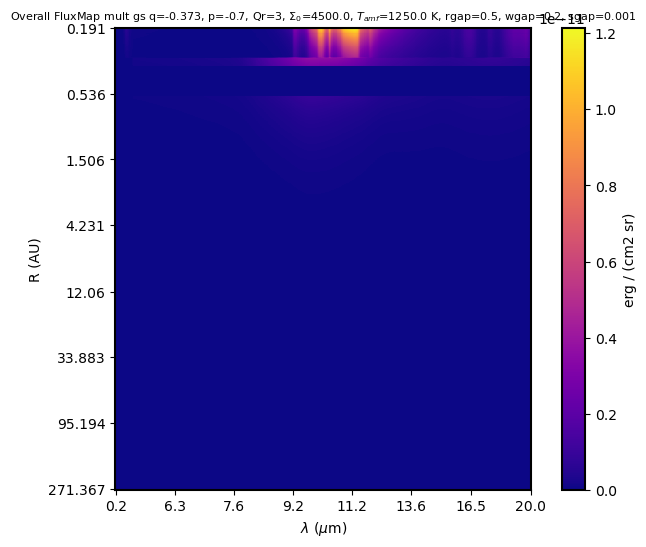 Overall FluxMap mult gs q=-0.373, p=-0.7, Qr=3, Σ₀=4500.0, T_amf=1250.0 K, rgap=0.5, wgap=0.2, sgap=0.001
1e−11
0.191
0.536
1.506
4.231
12.06
33.883
95.194
271.367
R (AU)
0.2 6.3 7.6 9.2 11.2 13.6 16.5 20.0
λ (μm)
1.2
1.0
0.8
0.6
0.4
0.2
0.0
erg / (cm2 sr)